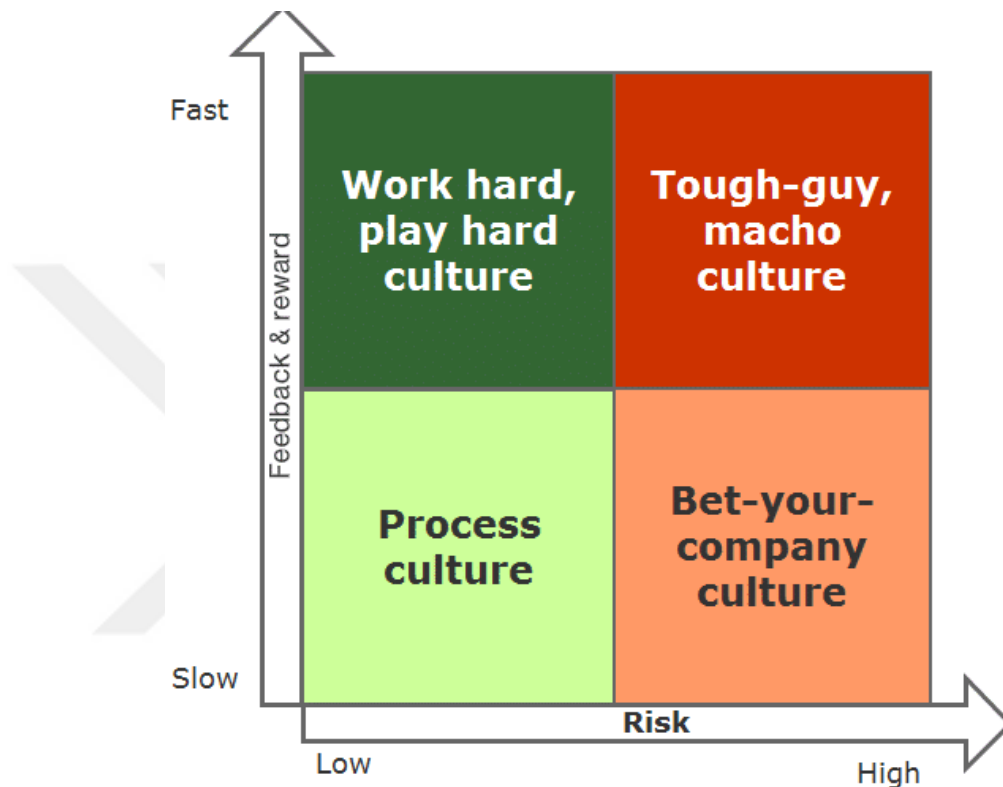 Fast
Work hard,
play hard
culture
Tough-guy,
macho
culture
Feedback & reward
Process
culture
Bet-your-
company
culture
Slow
Risk
Low
High